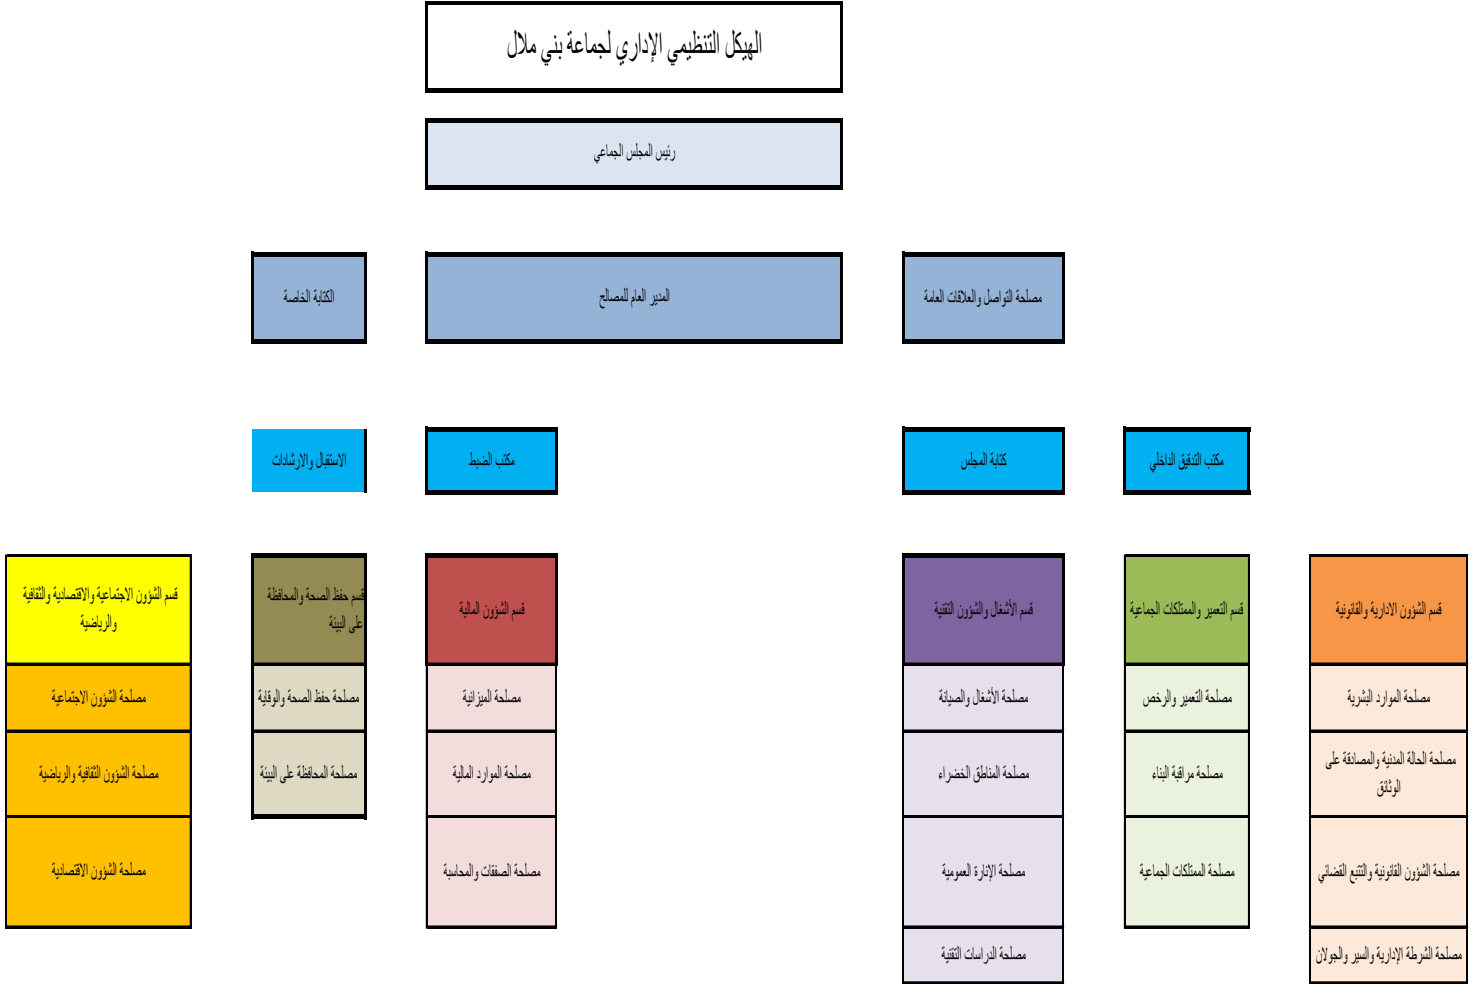 الهيكل التنظيمي الإداري لجماعة بني ملال
رئيس المجلس الجماعي
مصلحة التواصل والعلاقات العامة
المدير العام للمصالح
الكتابة الخاصة
مكتب التدقيق الداخلي
كتابة المجلس
مكتب الضبط
الاستقبال والارشادات
قسم الشؤون الادارية والقانونية
مصلحة الموارد البشرية
مصلحة الحالة المدنية والمصادقة على
الوثائق
مصلحة الشؤون القانونية والتتبع القضائي
مصلحة الشرطة الإدارية والسير والجولان
قسم التعمير والممتلكات الجماعية
مصلحة التعمير والرخص
مصلحة مراقبة البناء
مصلحة الممتلكات الجماعية
قسم الأشغال والشؤون التقنية
مصلحة الأشغال والصيانة
مصلحة المناطق الخضراء
مصلحة الإنارة العمومية
مصلحة الدراسات التقنية
قسم الشؤون المالية
مصلحة الميزانية
مصلحة الموارد المالية
مصلحة الصفقات والمحاسبة
قسم حفظ الصحة والمحافظة
على البيئة
مصلحة حفظ الصحة والوقاية
مصلحة المحافظة على البيئة
قسم الشؤون الاجتماعية والاقتصادية والثقافية
والرياضية
مصلحة الشؤون الاجتماعية
مصلحة الشؤون الثقافية والرياضية
مصلحة الشؤون الاقتصادية